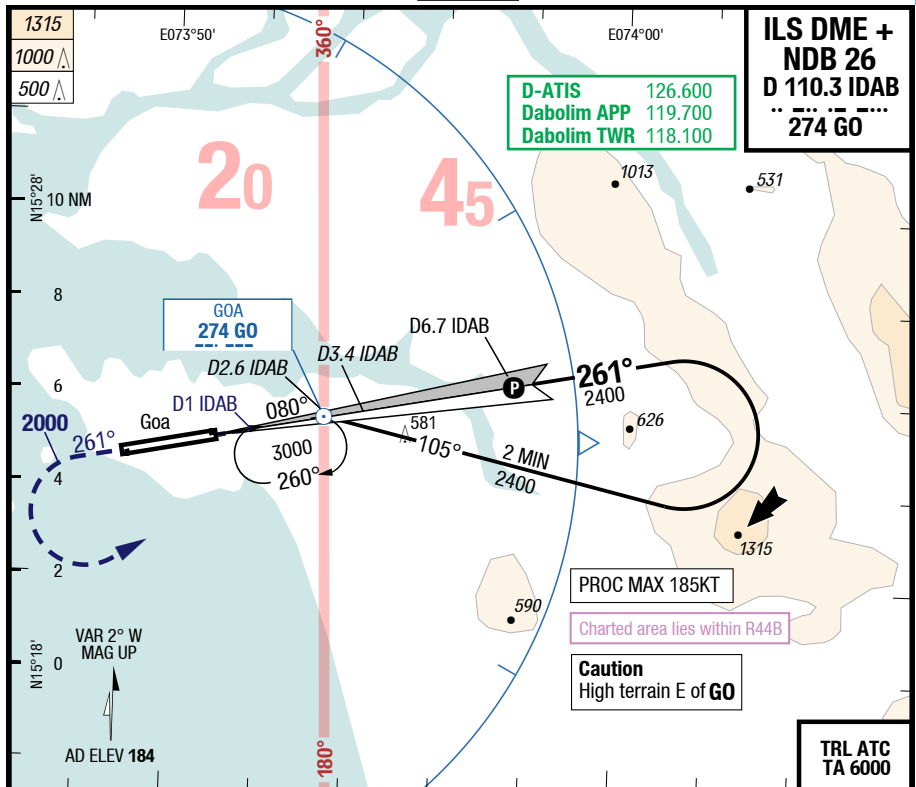 1315
1000
500
E073°50'
360°
E074°00'
ILS DME +
NDB 26
D 110.3 IDAB
274 GO
D-ATIS 126.600
Dabolim APP 119.700
Dabolim TWR 118.100
20
45
1013
531
N15°28'
10 NM
8
GOA
274 GO
D6.7 IDAB
D3.4 IDAB
D2.6 IDAB
6
D1 IDAB
080°
P
261°
2400
2000
261°
Goa
581
626
105°
2 MIN
2400
3000
260°
4
1315
2
590
PROC MAX 185KT
Charted area lies within R44B
Caution
High terrain E of GO
VAR 2° W
MAG UP
N15°18'
0
AD ELEV 184
180°
TRL ATC
TA 6000